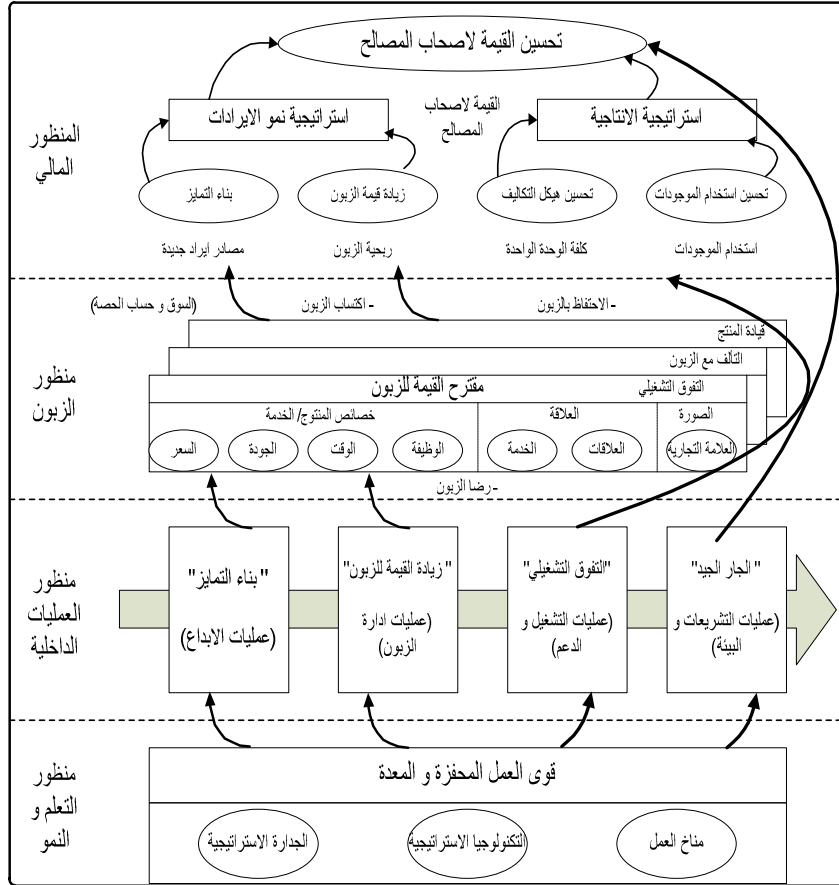 تحسين القيمة لاصحاب المصالح
المنظور
المالي
استراتيجية الانتاجية
القيمة لاصحاب
المصالح
استراتيجية نمو الايرادات
تحسين استخدام الموجودات
تحسين هيكل التكاليف
زيادة قيمة الزبون
بناء التمايز
استخدام الموجودات
كلفة الوحدة الواحدة
ربحية الزبون
مصادر ايراد جديدة
منظور
الزبون
- الاحتفاظ بالزبون
- اكتساب الزبون
(السوق و حساب الحصة)
قيادة المنتج
التألف مع الزبون
التفوق التشغيلي
مقترح القيمة للزبون
الصورة
العلاقة
خصائص المنتوج/ الخدمة
العلامة التجارية
العلاقات
الخدمة
الوظيفة
الوقت
الجودة
السعر
- رضا الزبون
منظور
العمليات
الداخلية
" الجار الجيد"
(عمليات التشريعات و
البيئة)
"التفوق التشغيلي"
(عمليات التشغيل و
الدعم)
" زيادة القيمة للزبون"
(عمليات ادارة
الزبون)
" بناء التمايز"
(عمليات الابداع)
منظور
التعلم و
النمو
قوى العمل المحفزة و المعدة
مناخ العمل
التكنولوجيا الاستراتيجية
الجدارة الاستراتيجية